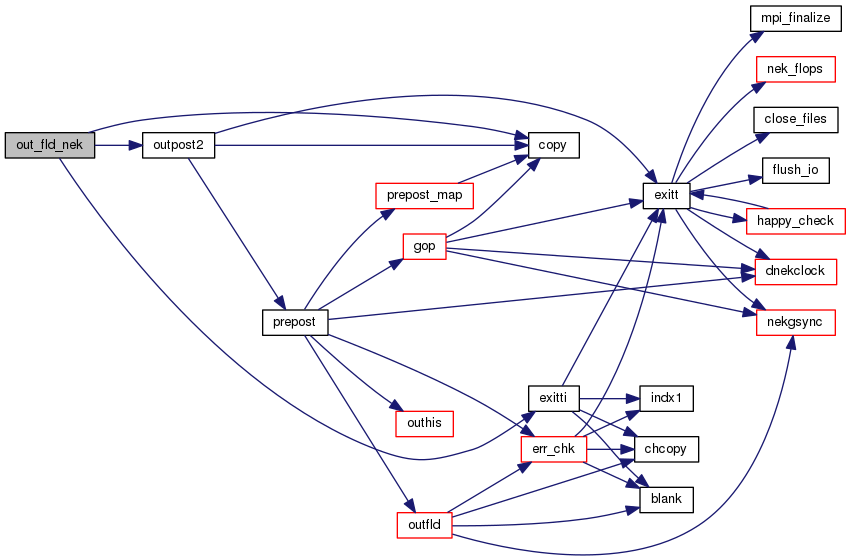 mpi_finalize
nek_flops
close_files
out_fld_nek
outpost2
copy
flush_io
prepost_map
exitt
happy_check
gop
dnekclock
prepost
nekgsync
exitti
indx1
outhis
err_chk
chcopy
blank
outfld